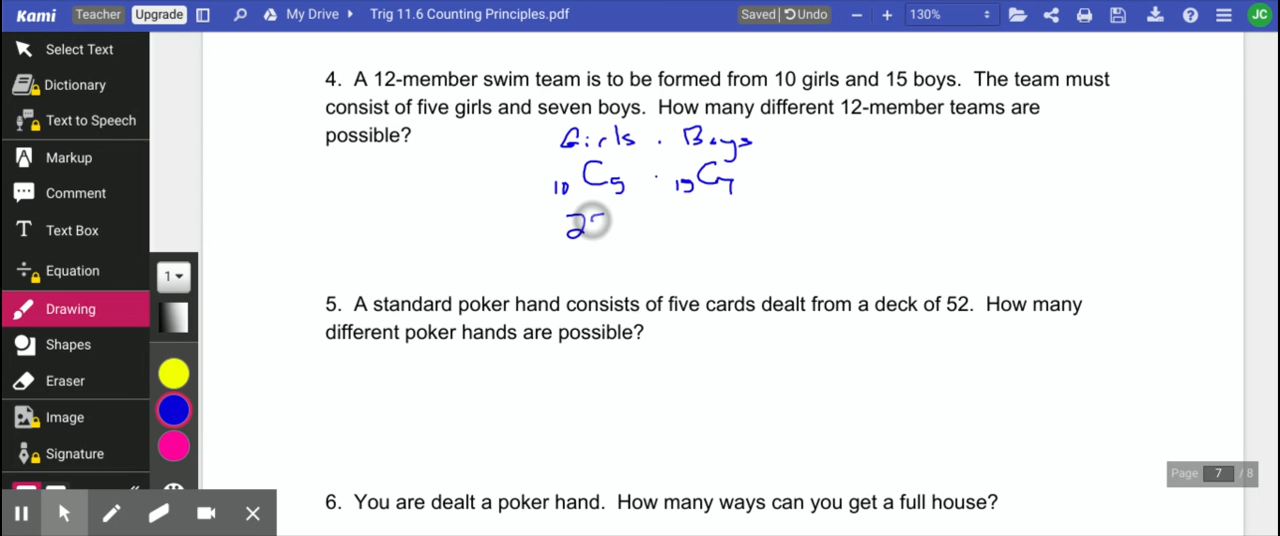 Kami Teacher Upgrade My Drive Trig 11.6 Counting Principles.pdf Saved Undo 130% JC
Select Text
Dictionary
Text to Speech
Markup
Comment
Text Box
Equation
1
Drawing
Shapes
Eraser
Image
Signature
4. A 12-member swim team is to be formed from 10 girls and 15 boys. The team must
consist of five girls and seven boys. How many different 12-member teams are
possible?
Girls . Boys
10 C 5 · 15 C 7
5. A standard poker hand consists of five cards dealt from a deck of 52. How many
different poker hands are possible?
Page 7 / 8
6. You are dealt a poker hand. How many ways can you get a full house?